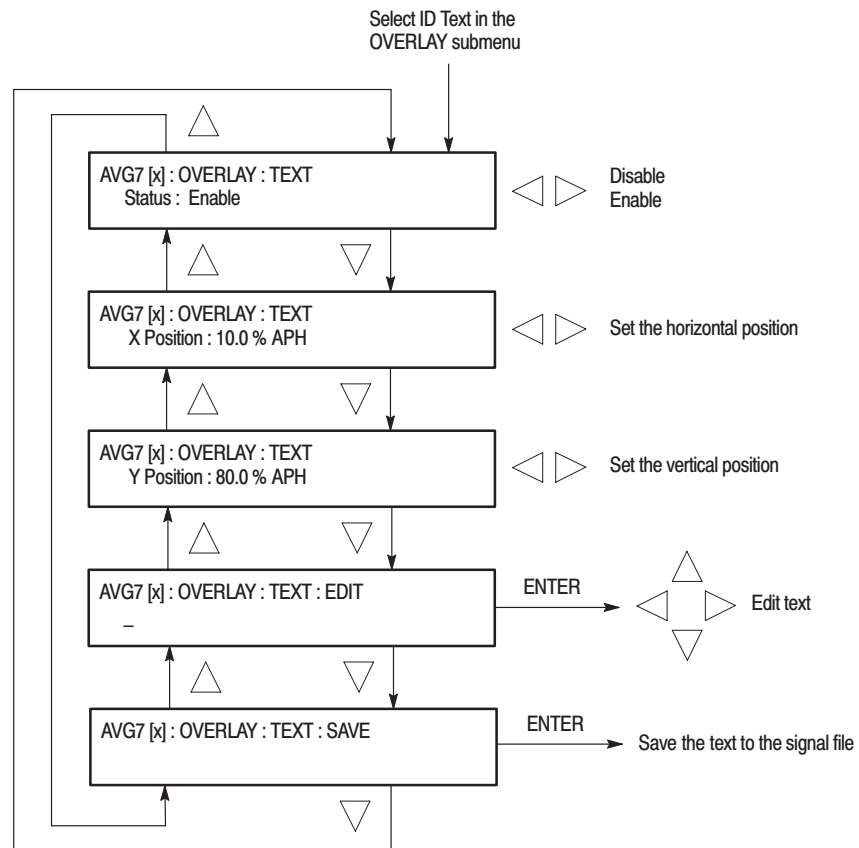 Select ID Text in the
OVERLAY submenu
AVG7 [x] : OVERLAY : TEXT
Status : Enable
Disable
Enable
AVG7 [x] : OVERLAY : TEXT
X Position : 10.0 % APH
Set the horizontal position
AVG7 [x] : OVERLAY : TEXT
Y Position : 80.0 % APH
Set the vertical position
AVG7 [x] : OVERLAY : TEXT : EDIT
_
ENTER
Edit text
AVG7 [x] : OVERLAY : TEXT : SAVE
ENTER
Save the text to the signal file